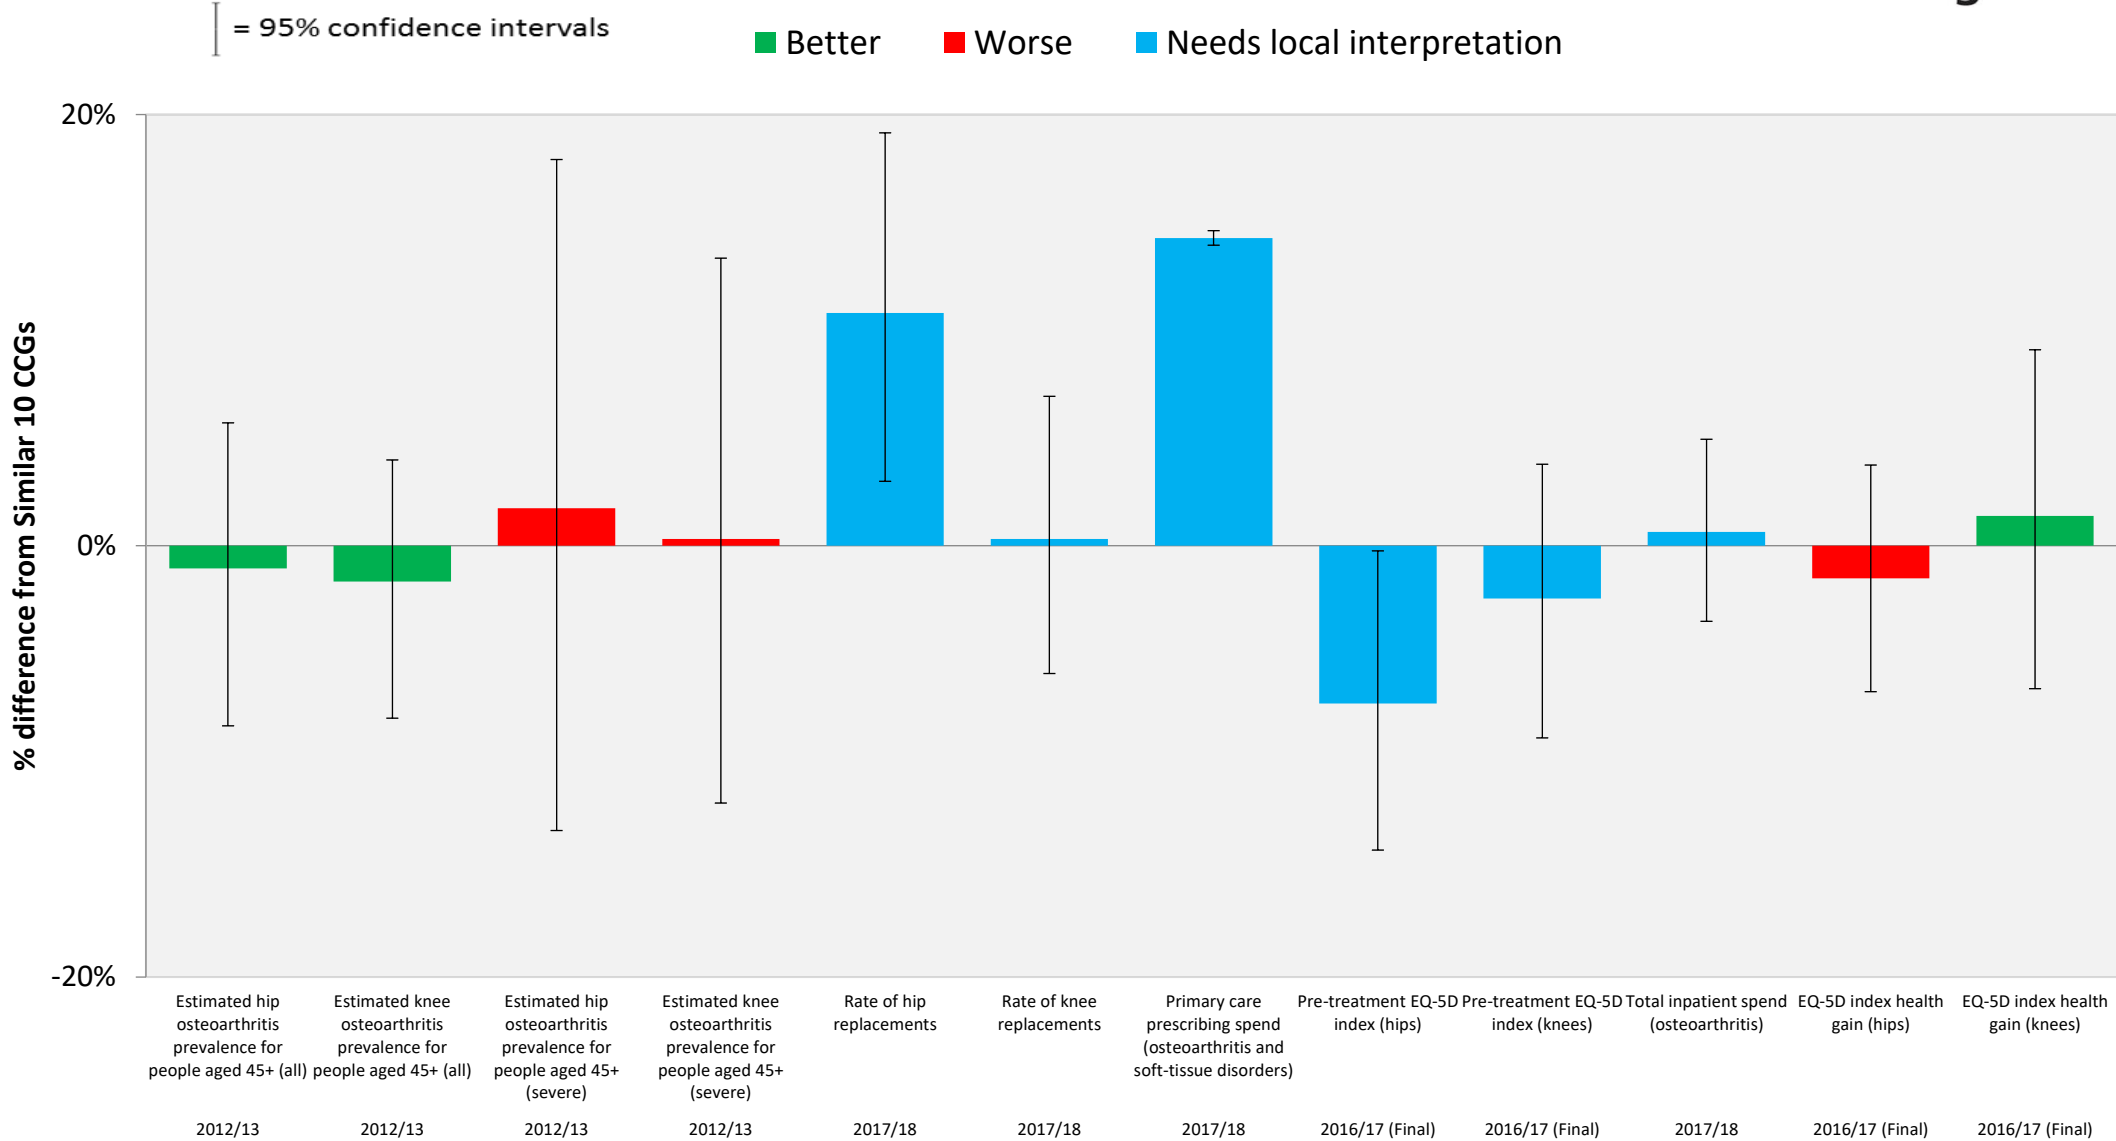 = 95% confidence intervals
Better
Worse
Needs local interpretation
20%
0%
-20%
% difference from Similar 10 CCGs
Estimated hip
osteoarthritis
prevalence for
people aged 45+ (all)
2012/13
Estimated knee
osteoarthritis
prevalence for
people aged 45+ (all)
2012/13
Estimated hip
osteoarthritis
prevalence for
people aged 45+
(severe)
2012/13
Estimated knee
osteoarthritis
prevalence for
people aged 45+
(severe)
2012/13
Rate of hip
replacements
2017/18
Rate of knee
replacements
2017/18
Primary care
prescribing spend
(osteoarthritis and
soft-tissue disorders)
2017/18
Pre-treatment EQ-5D
index (hips)
2016/17 (Final)
Pre-treatment EQ-5D
index (knees)
2016/17 (Final)
Total inpatient spend
(osteoarthritis)
2017/18
EQ-5D index health
gain (hips)
2016/17 (Final)
EQ-5D index health
gain (knees)
2016/17 (Final)